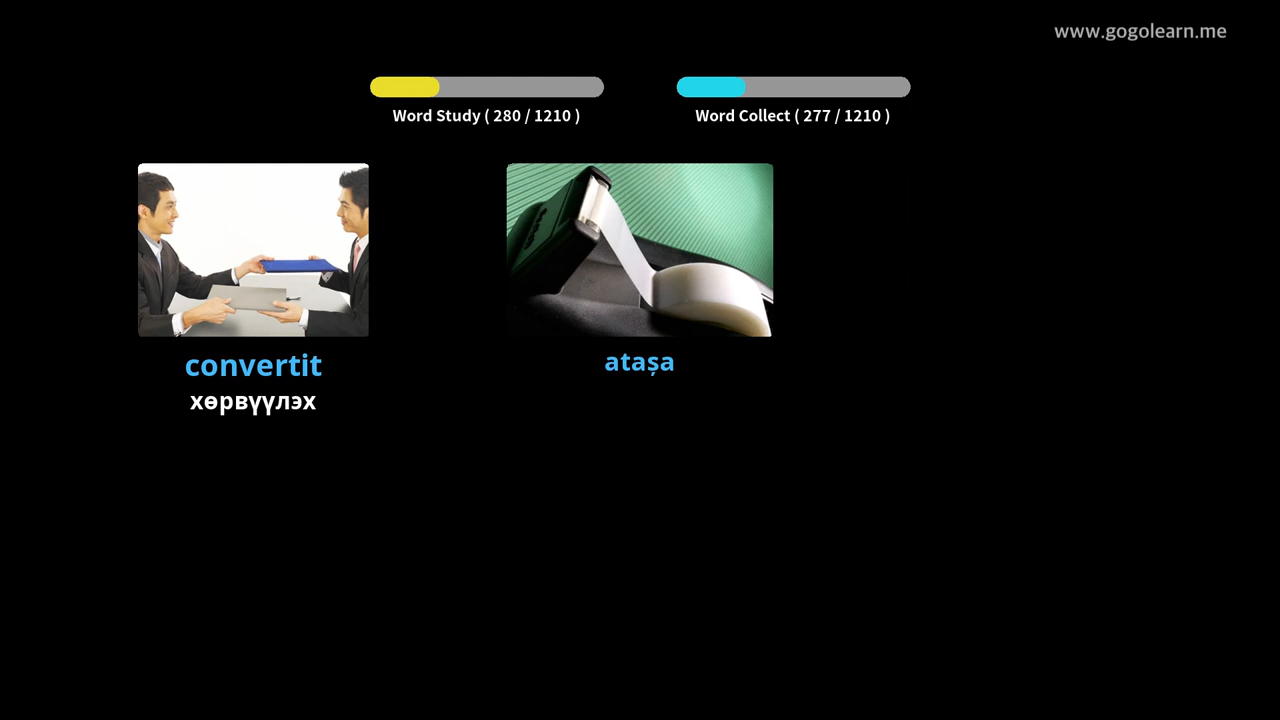 www.gogolearn.me
Word Study ( 280 / 1210 )
Word Collect ( 277 / 1210 )
convertit
хөрвүүлэх
atașa